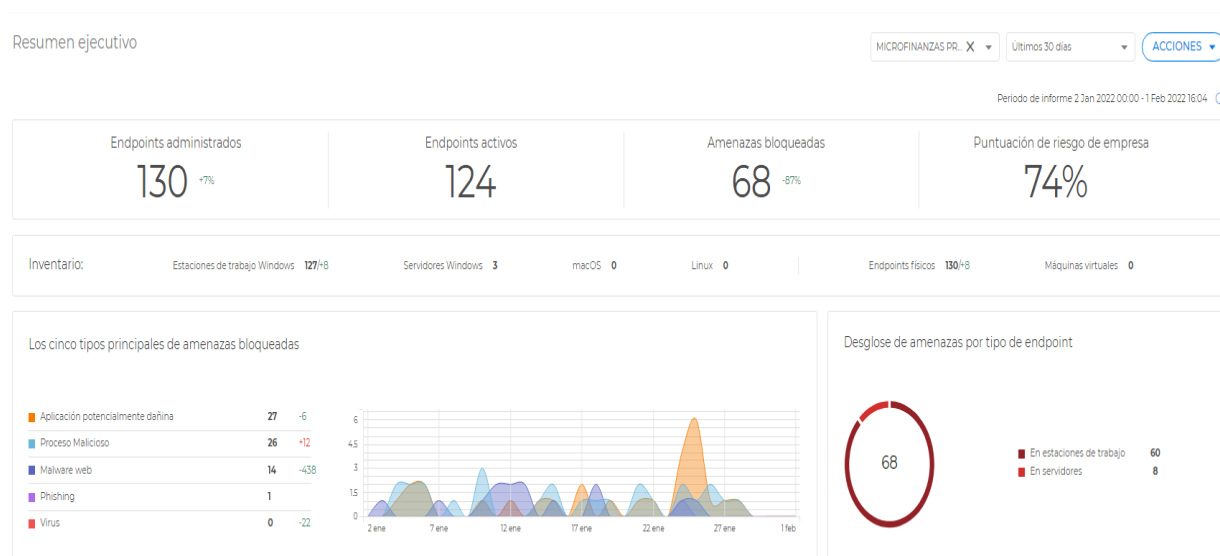 Resumen ejecutivo
MICROFINANZAS PR... X
Últimos 30 días
ACCIONES
Periodo de informe 2 Jan 2022 00:00 - 1 Feb 2022 16:04
Endpoints administrados
130 +7%
Endpoints activos
124
Amenazas bloqueadas
68 -87%
Puntuación de riesgo de empresa
74%
Inventario: Estaciones de trabajo Windows 127/+8 Servidores Windows 3 macOS 0 Linux 0 Endpoints físicos 130/+8 Máquinas virtuales 0
Los cinco tipos principales de amenazas bloqueadas
Aplicación potencialmente dañina 27 -6
Proceso Malicioso 26 +12
Malware web 14 -438
Phishing 1
Virus 0 -22
6
4.5
3
1.5
0
2 ene 7 ene 12 ene 17 ene 22 ene 27 ene 1 feb
Desglose de amenazas por tipo de endpoint
68
En estaciones de trabajo 60
En servidores 8